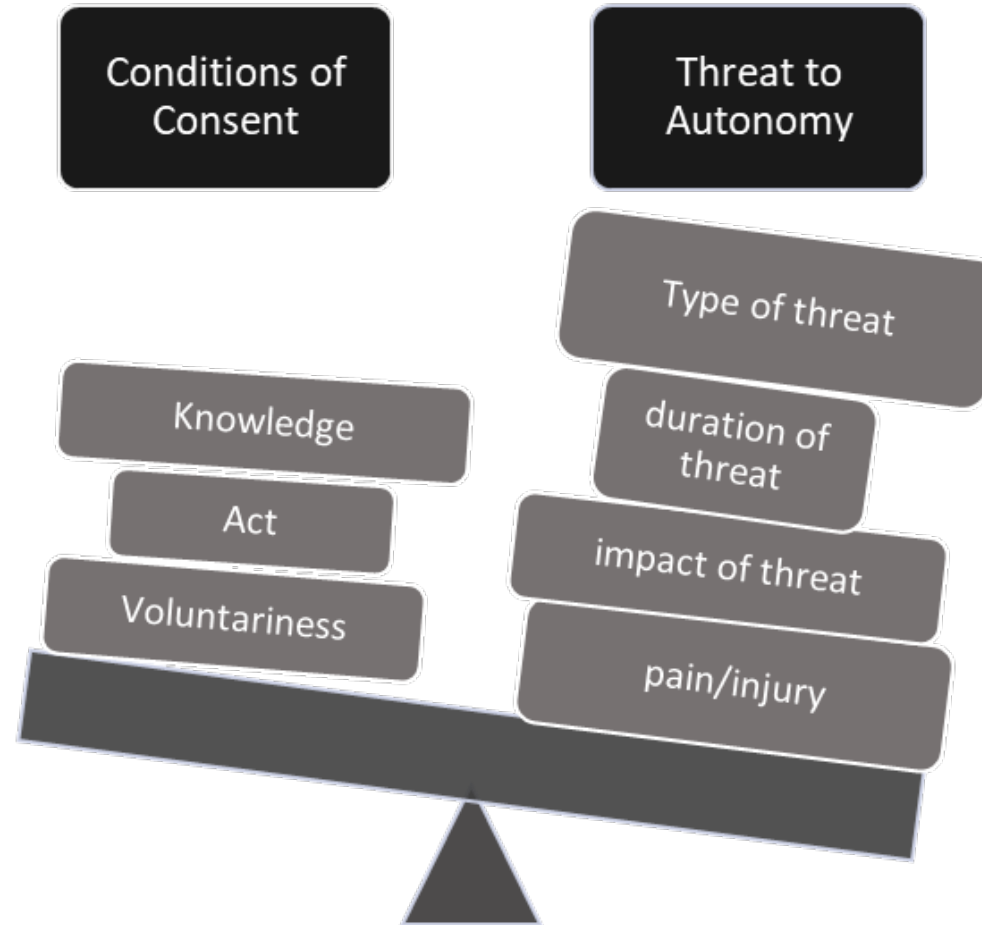 Conditions of
Consent
Threat to
Autonomy
Knowledge
Act
Voluntariness
Type of threat
duration of
threat
impact of threat
pain/injury